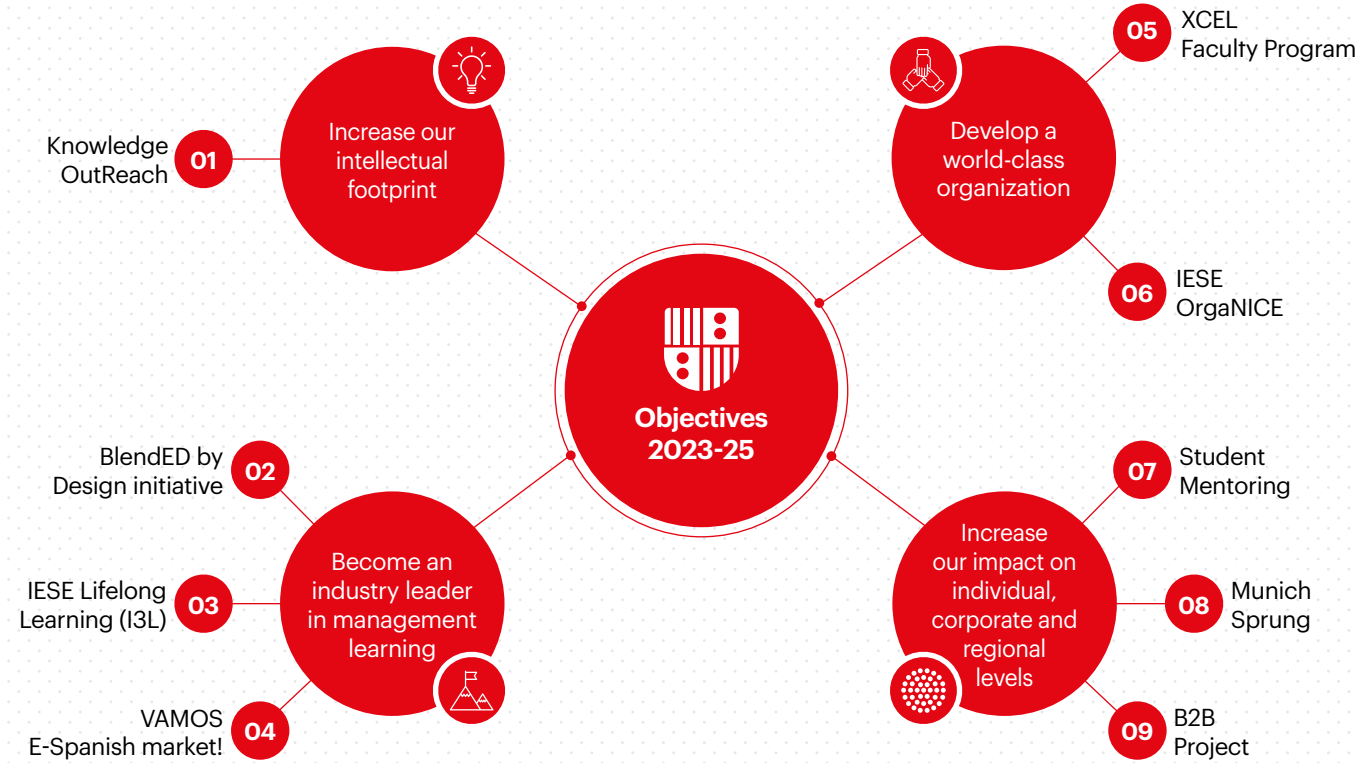 Objectives
2023-25
Increase our
intellectual
footprint
Knowledge
OutReach
01
Become an
industry leader
in management
learning
BlendED by
Design initiative
02
IESE Lifelong
Learning (I3L)
03
VAMOS
E-Spanish market!
04
Develop a
world-class
organization
05
XCEL
Faculty Program
06
IESE
OrgaNICE
Increase
our impact on
individual,
corporate and
regional
levels
07
Student
Mentoring
08
Munich
Sprung
09
B2B
Project